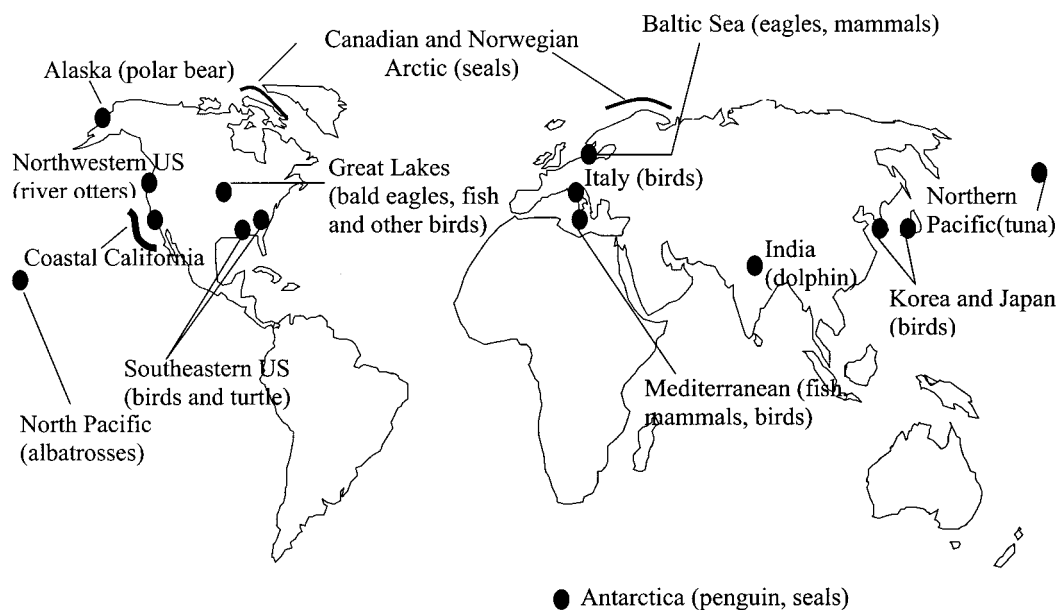 Baltic Sea (eagles, mammals)
Canadian and Norwegian
Arctic (seals)
Alaska (polar bear)
Northwestern US
(river otters)
Great Lakes
(bald eagles, fish
and other birds)
Italy (birds)
Northern
Pacific(tuna)
Coastal California
India
(dolphin)
Korea and Japan
(birds)
Southeastern US
(birds and turtle)
Mediterranean (fish,
mammals, birds)
North Pacific
(albatrosses)
Antarctica (penguin, seals)